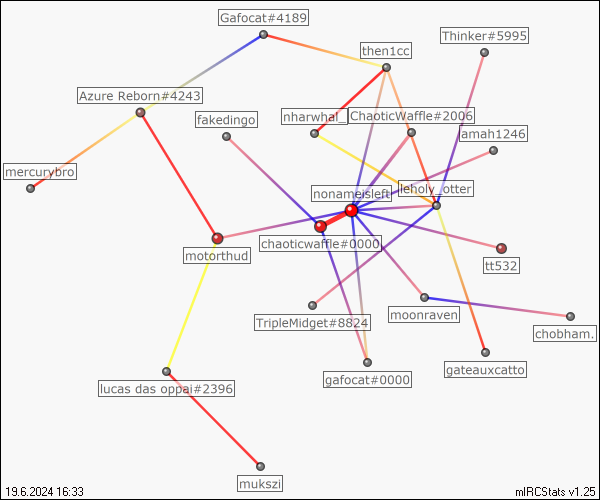 Gafocat#4189
Thinker#5995
then1cc
Azure Reborn#4243
fakedingo
nharwhal_
ChaoticWaffle#2006
amah1246
mercurybro
nonameisleft
leholy_otter
chaoticwaffle#0000
motorthud
tt532
TripleMidget#8824
moonraven
chobham.
gafocat#0000
gateauxcatto
lucas das oppai#2396
mukszi
19.6.2024 16:33
mIRCStats v1.25